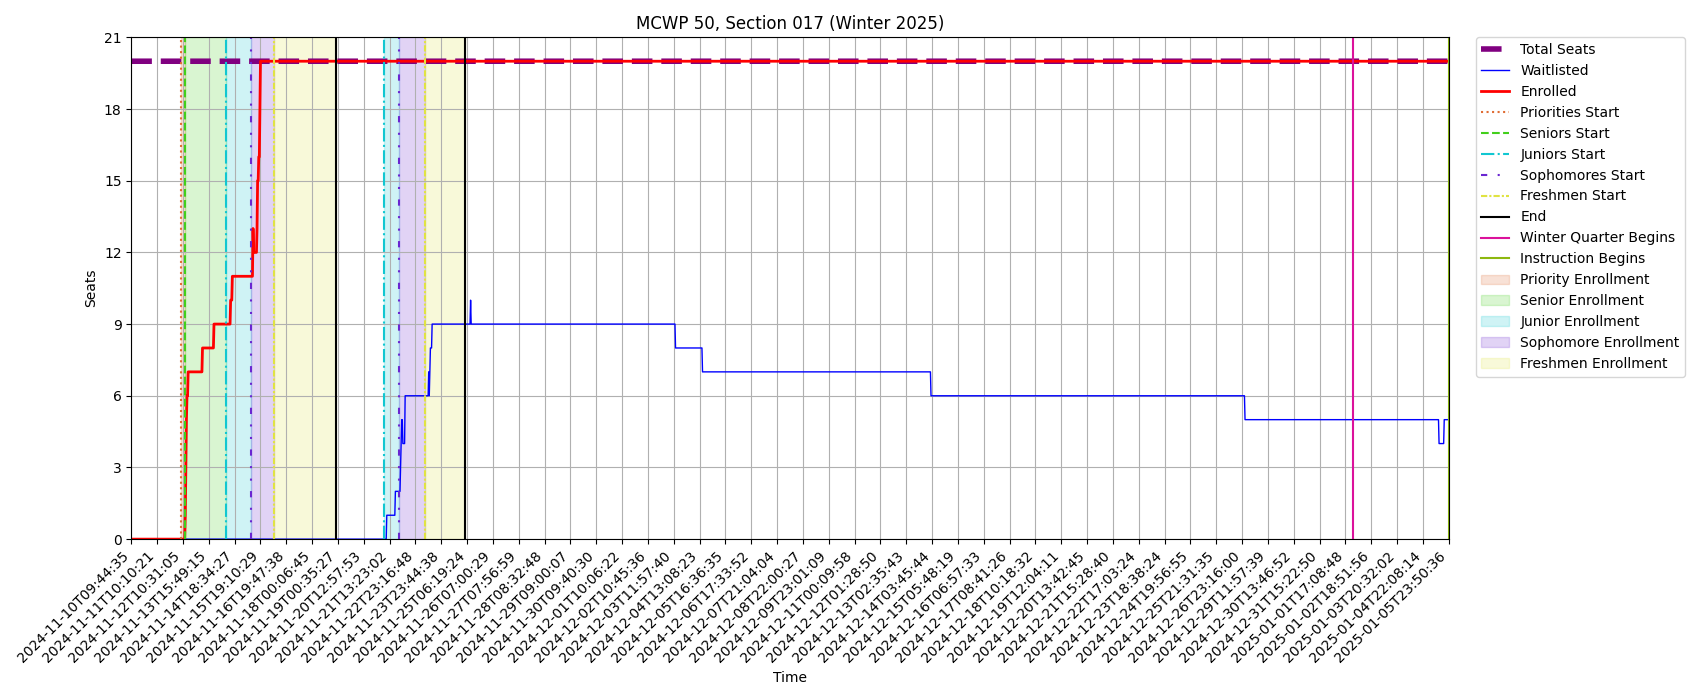 MCWP 50, Section 017 (Winter 2025)
Seats
21
18
15
12
9
6
3
0
2024-11-10T09:44:35
2024-11-11T10:10:21
2024-11-12T10:31:05
2024-11-13T15:49:15
2024-11-14T18:34:27
2024-11-15T19:10:29
2024-11-16T19:47:38
2024-11-18T00:06:45
2024-11-19T00:35:27
2024-11-20T12:57:53
2024-11-21T13:23:02
2024-11-22T23:16:48
2024-11-23T23:44:38
2024-11-25T06:19:24
2024-11-26T07:00:29
2024-11-27T07:56:59
2024-11-28T08:32:48
2024-11-29T09:00:07
2024-11-30T09:40:30
2024-12-01T10:06:22
2024-12-02T10:45:36
2024-12-03T11:57:40
2024-12-04T13:08:23
2024-12-05T16:36:35
2024-12-06T17:33:52
2024-12-07T21:04:04
2024-12-08T22:00:27
2024-12-09T23:01:09
2024-12-11T00:09:58
2024-12-12T01:28:50
2024-12-13T02:35:43
2024-12-14T03:45:44
2024-12-15T05:48:19
2024-12-16T06:57:33
2024-12-17T08:41:26
2024-12-18T10:18:32
2024-12-19T12:04:11
2024-12-20T13:42:45
2024-12-21T15:28:40
2024-12-22T17:03:24
2024-12-23T18:38:24
2024-12-24T19:56:55
2024-12-25T21:31:35
2024-12-26T23:16:00
2024-12-29T11:57:39
2024-12-30T13:46:52
2024-12-31T15:22:50
2025-01-01T17:08:48
2025-01-02T18:51:56
2025-01-03T20:32:02
2025-01-04T22:08:14
2025-01-05T23:50:36
Time
Total Seats
Waitlisted
Enrolled
Priorities Start
Seniors Start
Juniors Start
Sophomores Start
Freshmen Start
End
Winter Quarter Begins
Instruction Begins
Priority Enrollment
Senior Enrollment
Junior Enrollment
Sophomore Enrollment
Freshmen Enrollment